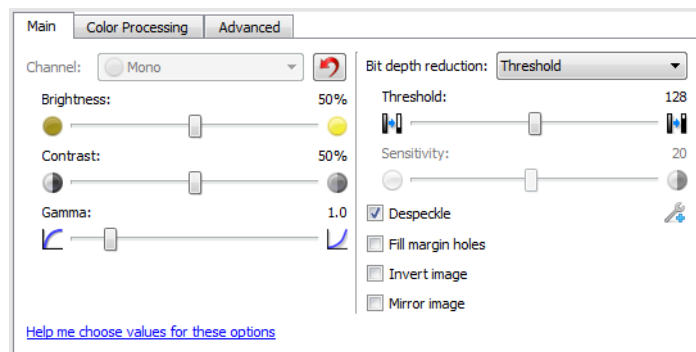 Main Color Processing Advanced
Channel: Mono
Brightness: 50%
Contrast: 50%
Gamma: 1.0
Help me choose values for these options
Bit depth reduction: Threshold
Threshold: 128
Sensitivity: 20
Despeckle
Fill margin holes
Invert image
Mirror image